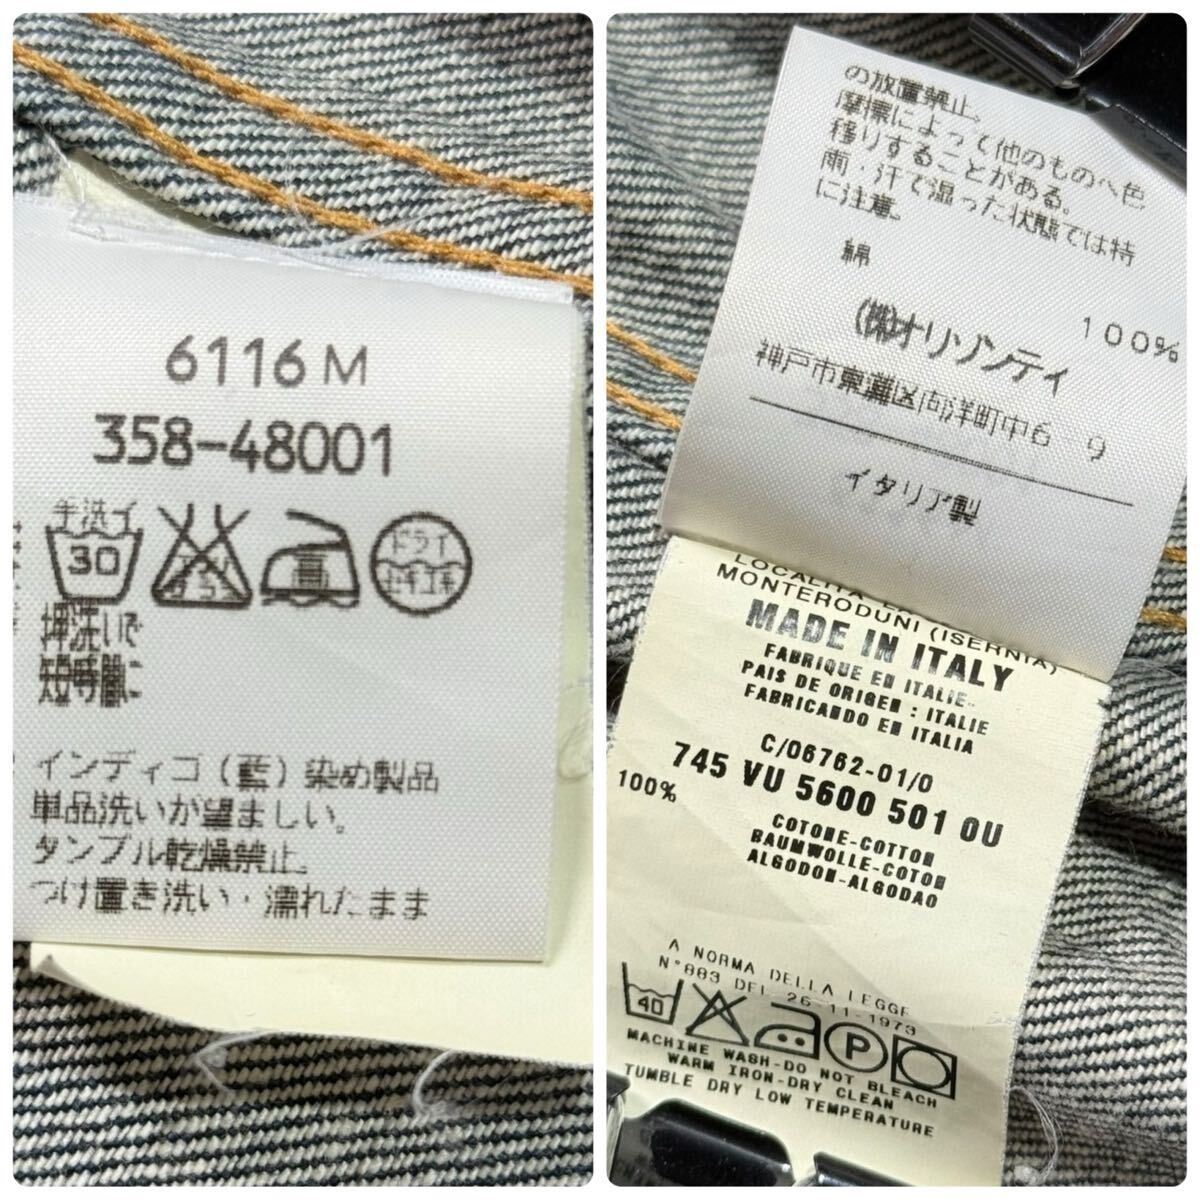 6116 M
358-48001
手洗イ
30
高
ドライ
押洗いで
短時間に
インディゴ（藍）染め製品
単品洗いが望ましい。
タンブル乾燥禁止。
つけ置き洗い・濡れたまま
の放置禁止。
摩擦によって他のものへ色
移りすることがある。
雨・汗で湿った状態では特
に注意。
綿 100%
㈱オリゾンティ
神戸市東灘区向洋町中6-9
イタリア製
LOCALITA
MONTERODUNI (ISERNIA)
MADE IN ITALY
FABRIQUE EN ITALIE
PAIS DE ORIGEN : ITALIE
FABRICANDO EN ITALIA
C/06762-01/0
745 VU 5600 501 0U
100%
COTONE-COTTON
BAUMWOLLE-COTON
ALGODON-ALGODAO
A NORMA DELLA LEGGE
N°883 DEL 26-11-1973
40
P
MACHINE WASH-DO NOT BLEACH
WARM IRON-DRY CLEAN
TUMBLE DRY LOW TEMPERATURE